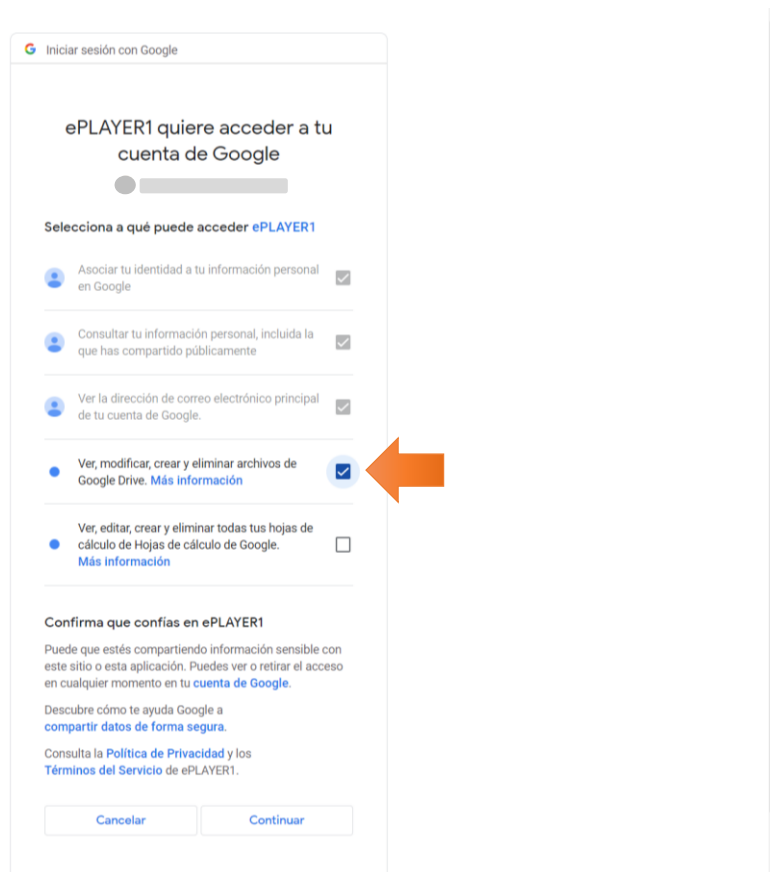 Iniciar sesión con Google
ePLAYER1 quiere acceder a tu
cuenta de Google
Selecciona a qué puede acceder ePLAYER1
Asociar tu identidad a tu información personal
en Google
Consultar tu información personal, incluida la
que has compartido públicamente
Ver la dirección de correo electrónico principal
de tu cuenta de Google.
Ver, modificar, crear y eliminar archivos de
Google Drive. Más información
Ver, editar, crear y eliminar todas tus hojas de
cálculo de Hojas de cálculo de Google.
Más información
Confirma que confías en ePLAYER1
Puede que estés compartiendo información sensible con
este sitio o esta aplicación. Puedes ver o retirar el acceso
en cualquier momento en tu cuenta de Google.
Descubre cómo te ayuda Google a
compartir datos de forma segura.
Consulta la Política de Privacidad y los
Términos del Servicio de ePLAYER1.
Cancelar
Continuar